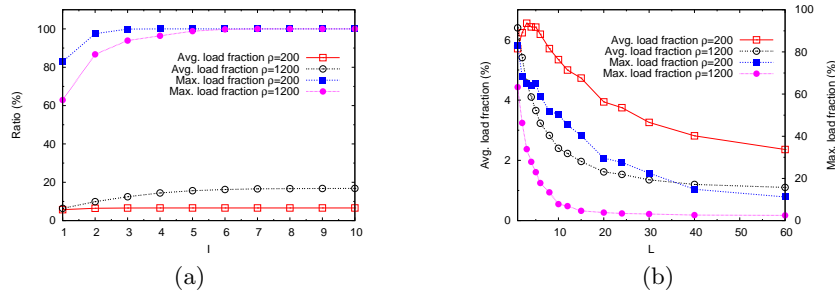 100
80
60
40
20
0
Ratio (%)
1 2 3 4 5 6 7 8 9 10
I
Avg. load fraction ρ=200
Avg. load fraction ρ=1200
Max. load fraction ρ=200
Max. load fraction ρ=1200
(a)
6
4
2
0
Avg. load fraction (%)
10 20 30 40 50 60
L
Avg. load fraction ρ=200
Avg. load fraction ρ=1200
Max. load fraction ρ=200
Max. load fraction ρ=1200
100
80
60
40
20
0
Max. load fraction (%)
(b)